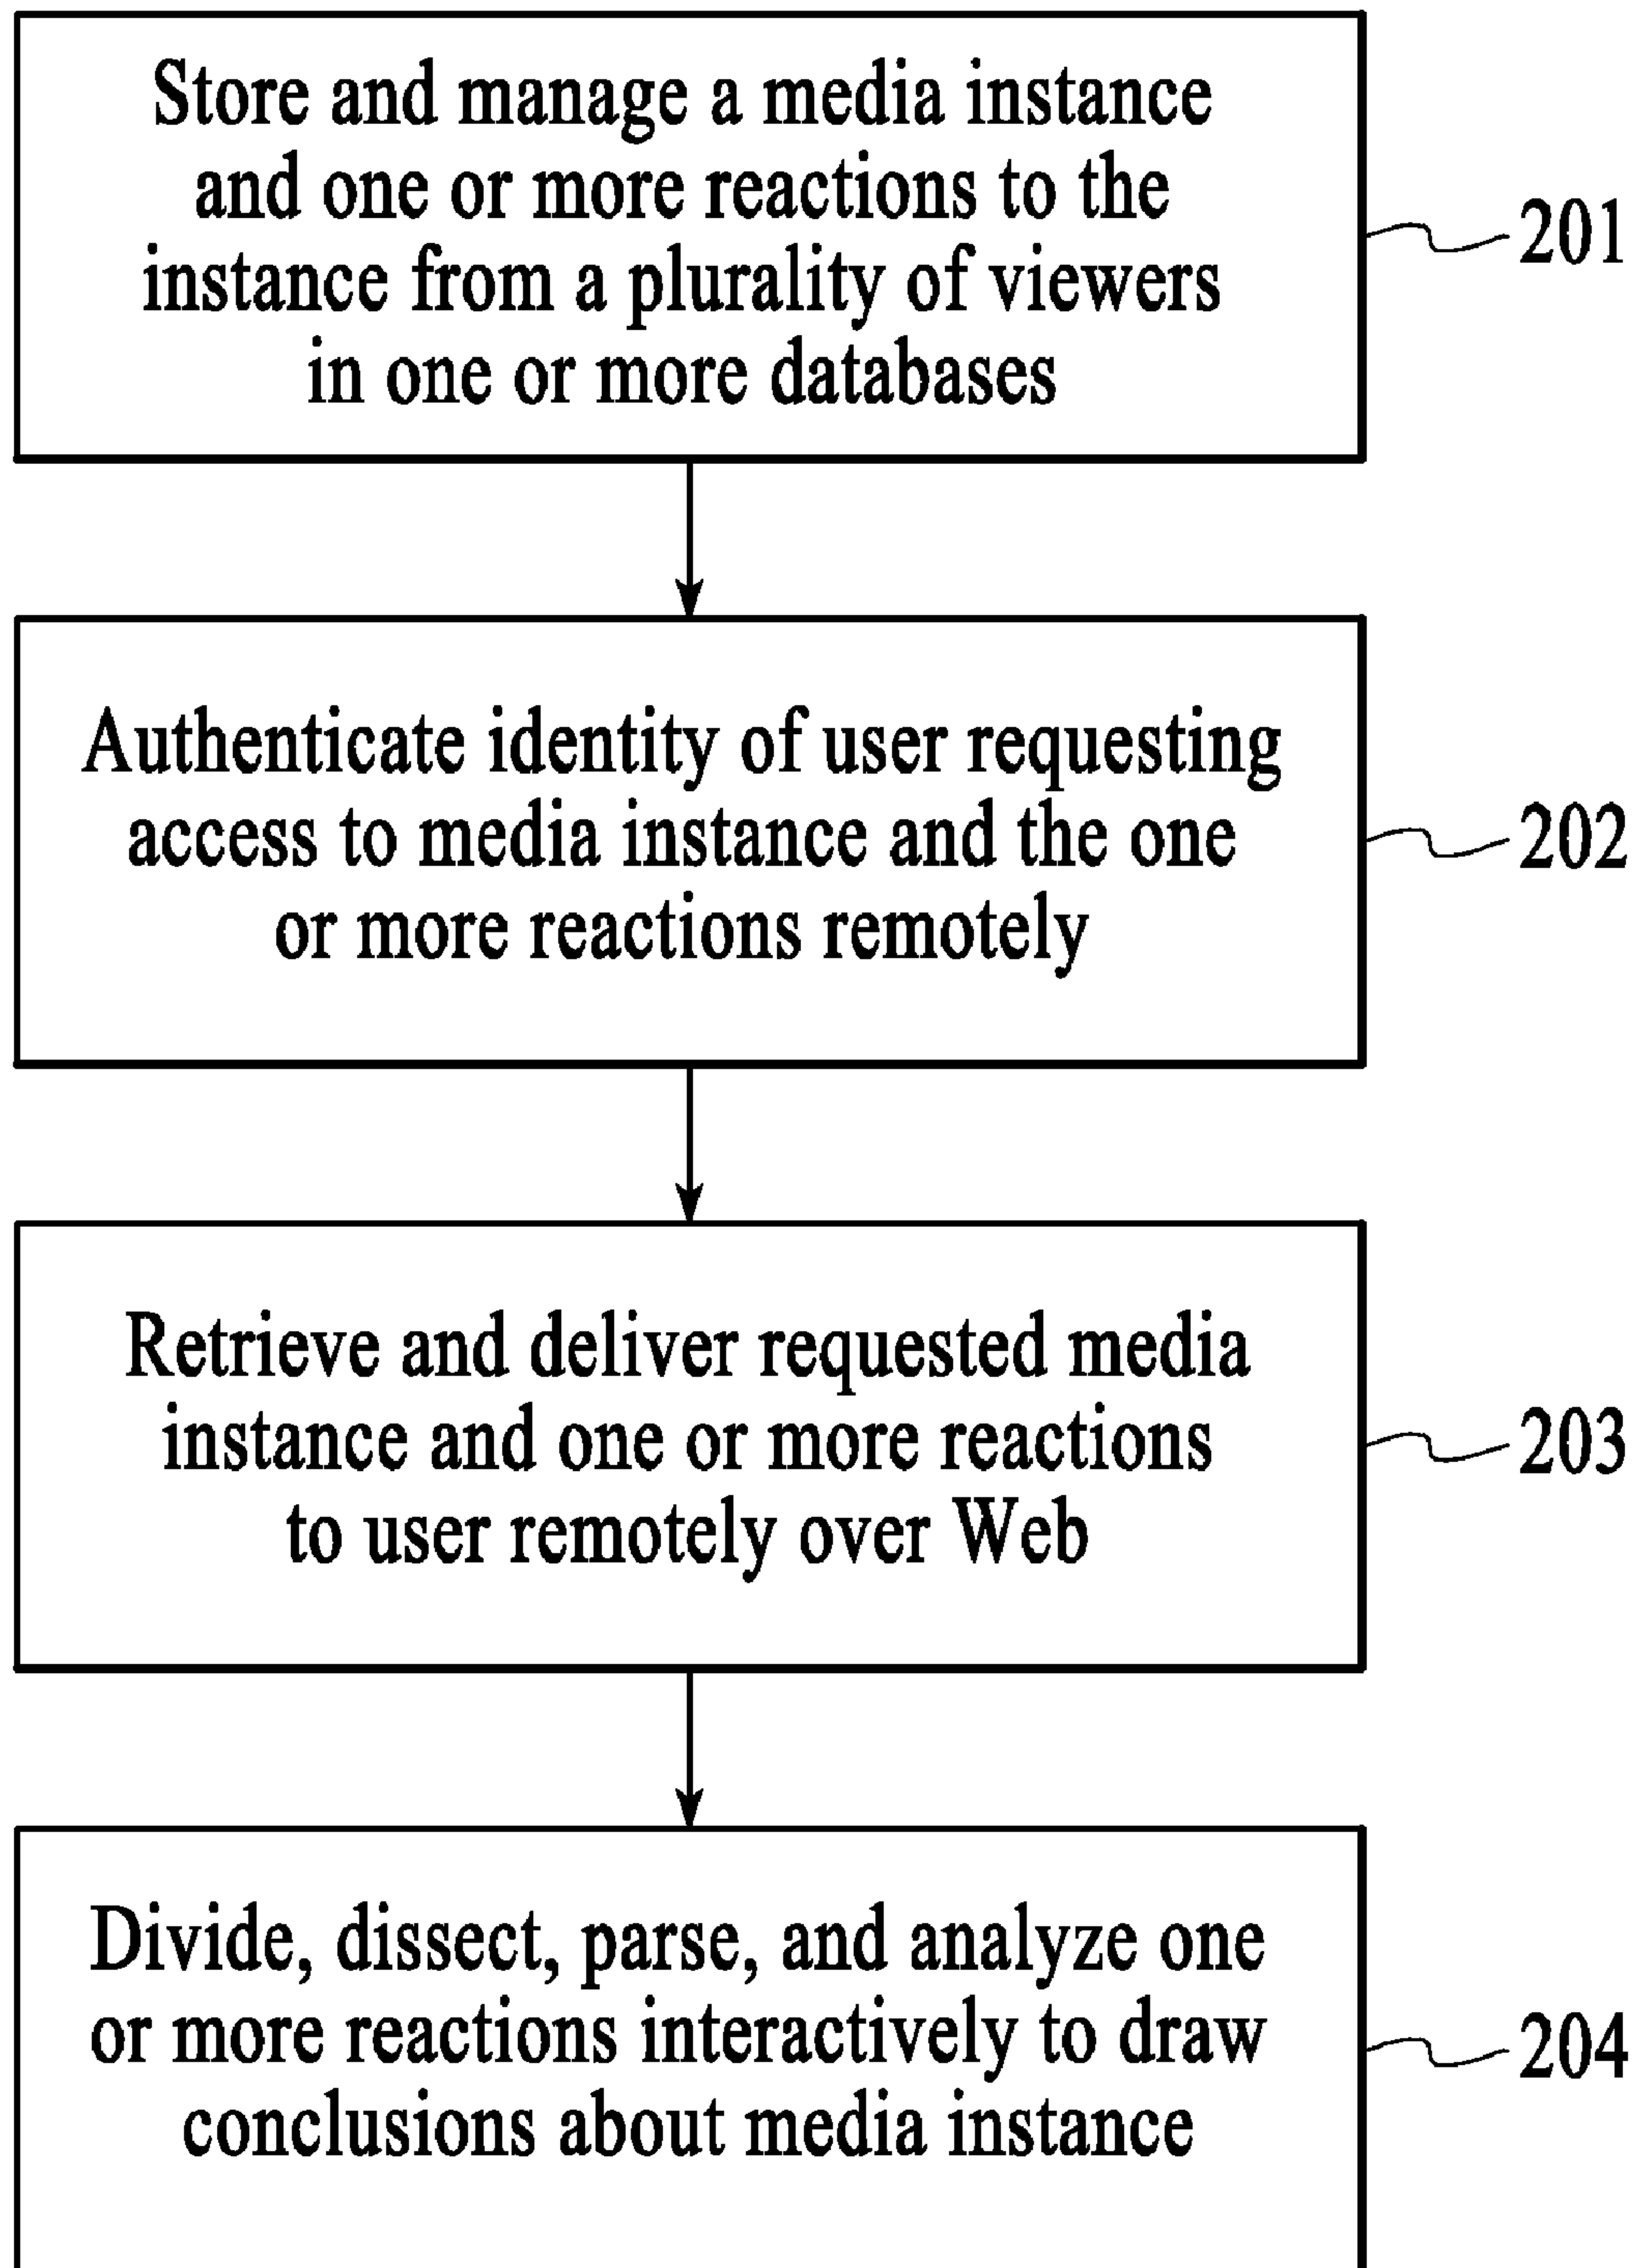 Store and manage a media instance
and one or more reactions to the
instance from a plurality of viewers
in one or more databases
201
Authenticate identity of user requesting
access to media instance and the one
or more reactions remotely
202
Retrieve and deliver requested media
instance and one or more reactions
to user remotely over Web
203
Divide, dissect, parse, and analyze one
or more reactions interactively to draw
conclusions about media instance
204